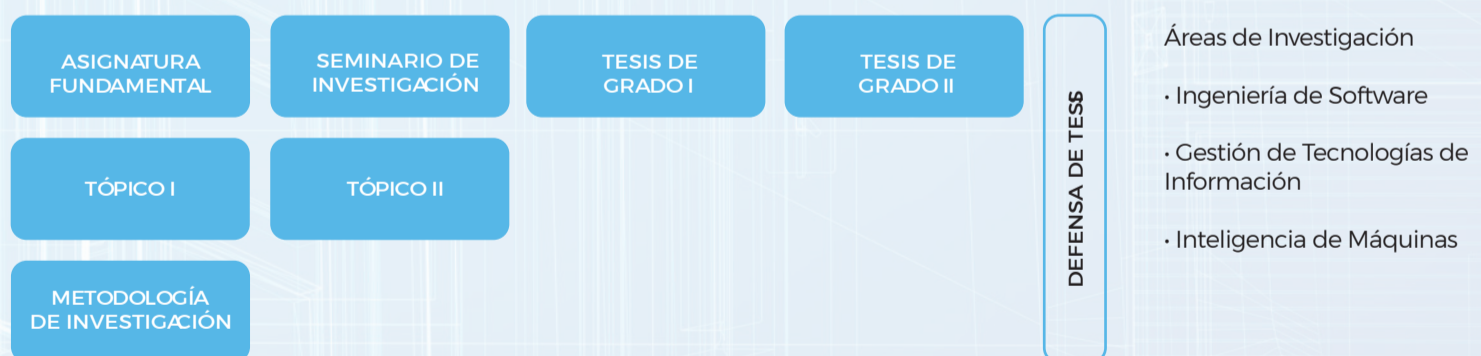 ASIGNATURA
FUNDAMENTAL
SEMINARIO DE
INVESTIGACIÓN
TESIS DE
GRADO I
TESIS DE
GRADO II
TÓPICO I
TÓPICO II
METODOLOGÍA
DE INVESTIGACIÓN
DEFENSA DE TESS
Áreas de Investigación
· Ingeniería de Software
· Gestión de Tecnologías de
Información
· Inteligencia de Máquinas